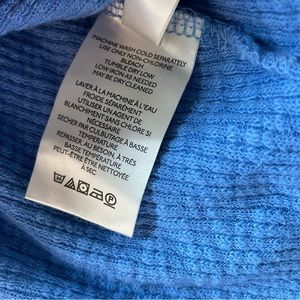 MACHINE WASH COLD SEPARATELY
USE ONLY NON-CHLORINE
BLEACH
TUMBLE DRY LOW
LOW IRON AS NEEDED
MAY BE DRY CLEANED
LAVER À LA MACHINE À L'EAU
FROIDE SÉPARÉMENT
UTILISER UN AGENT DE
BLANCHIMENT SANS CHLORE SI
NÉCESSAIRE
SECHER PAR CULBUTAGE À BASSE
TEMPÉRATURE
REPASSER, AU BESOIN, À TRÈS
BASSE TEMPÉRATURE
PEUT-ÊTRE ÊTRE NETTOYÉE
À SEC